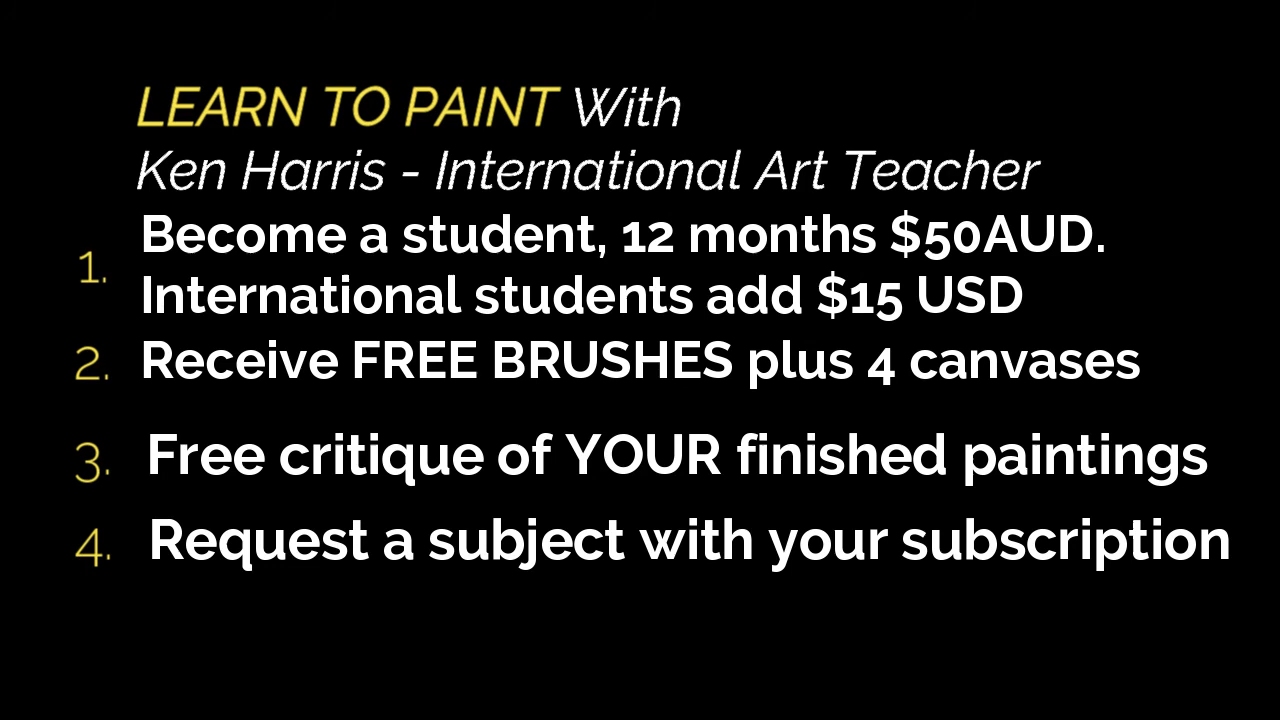 LEARN TO PAINT With
Ken Harris - International Art Teacher
1. Become a student, 12 months $50AUD.
International students add $15 USD
2. Receive FREE BRUSHES plus 4 canvases
3. Free critique of YOUR finished paintings
4. Request a subject with your subscription